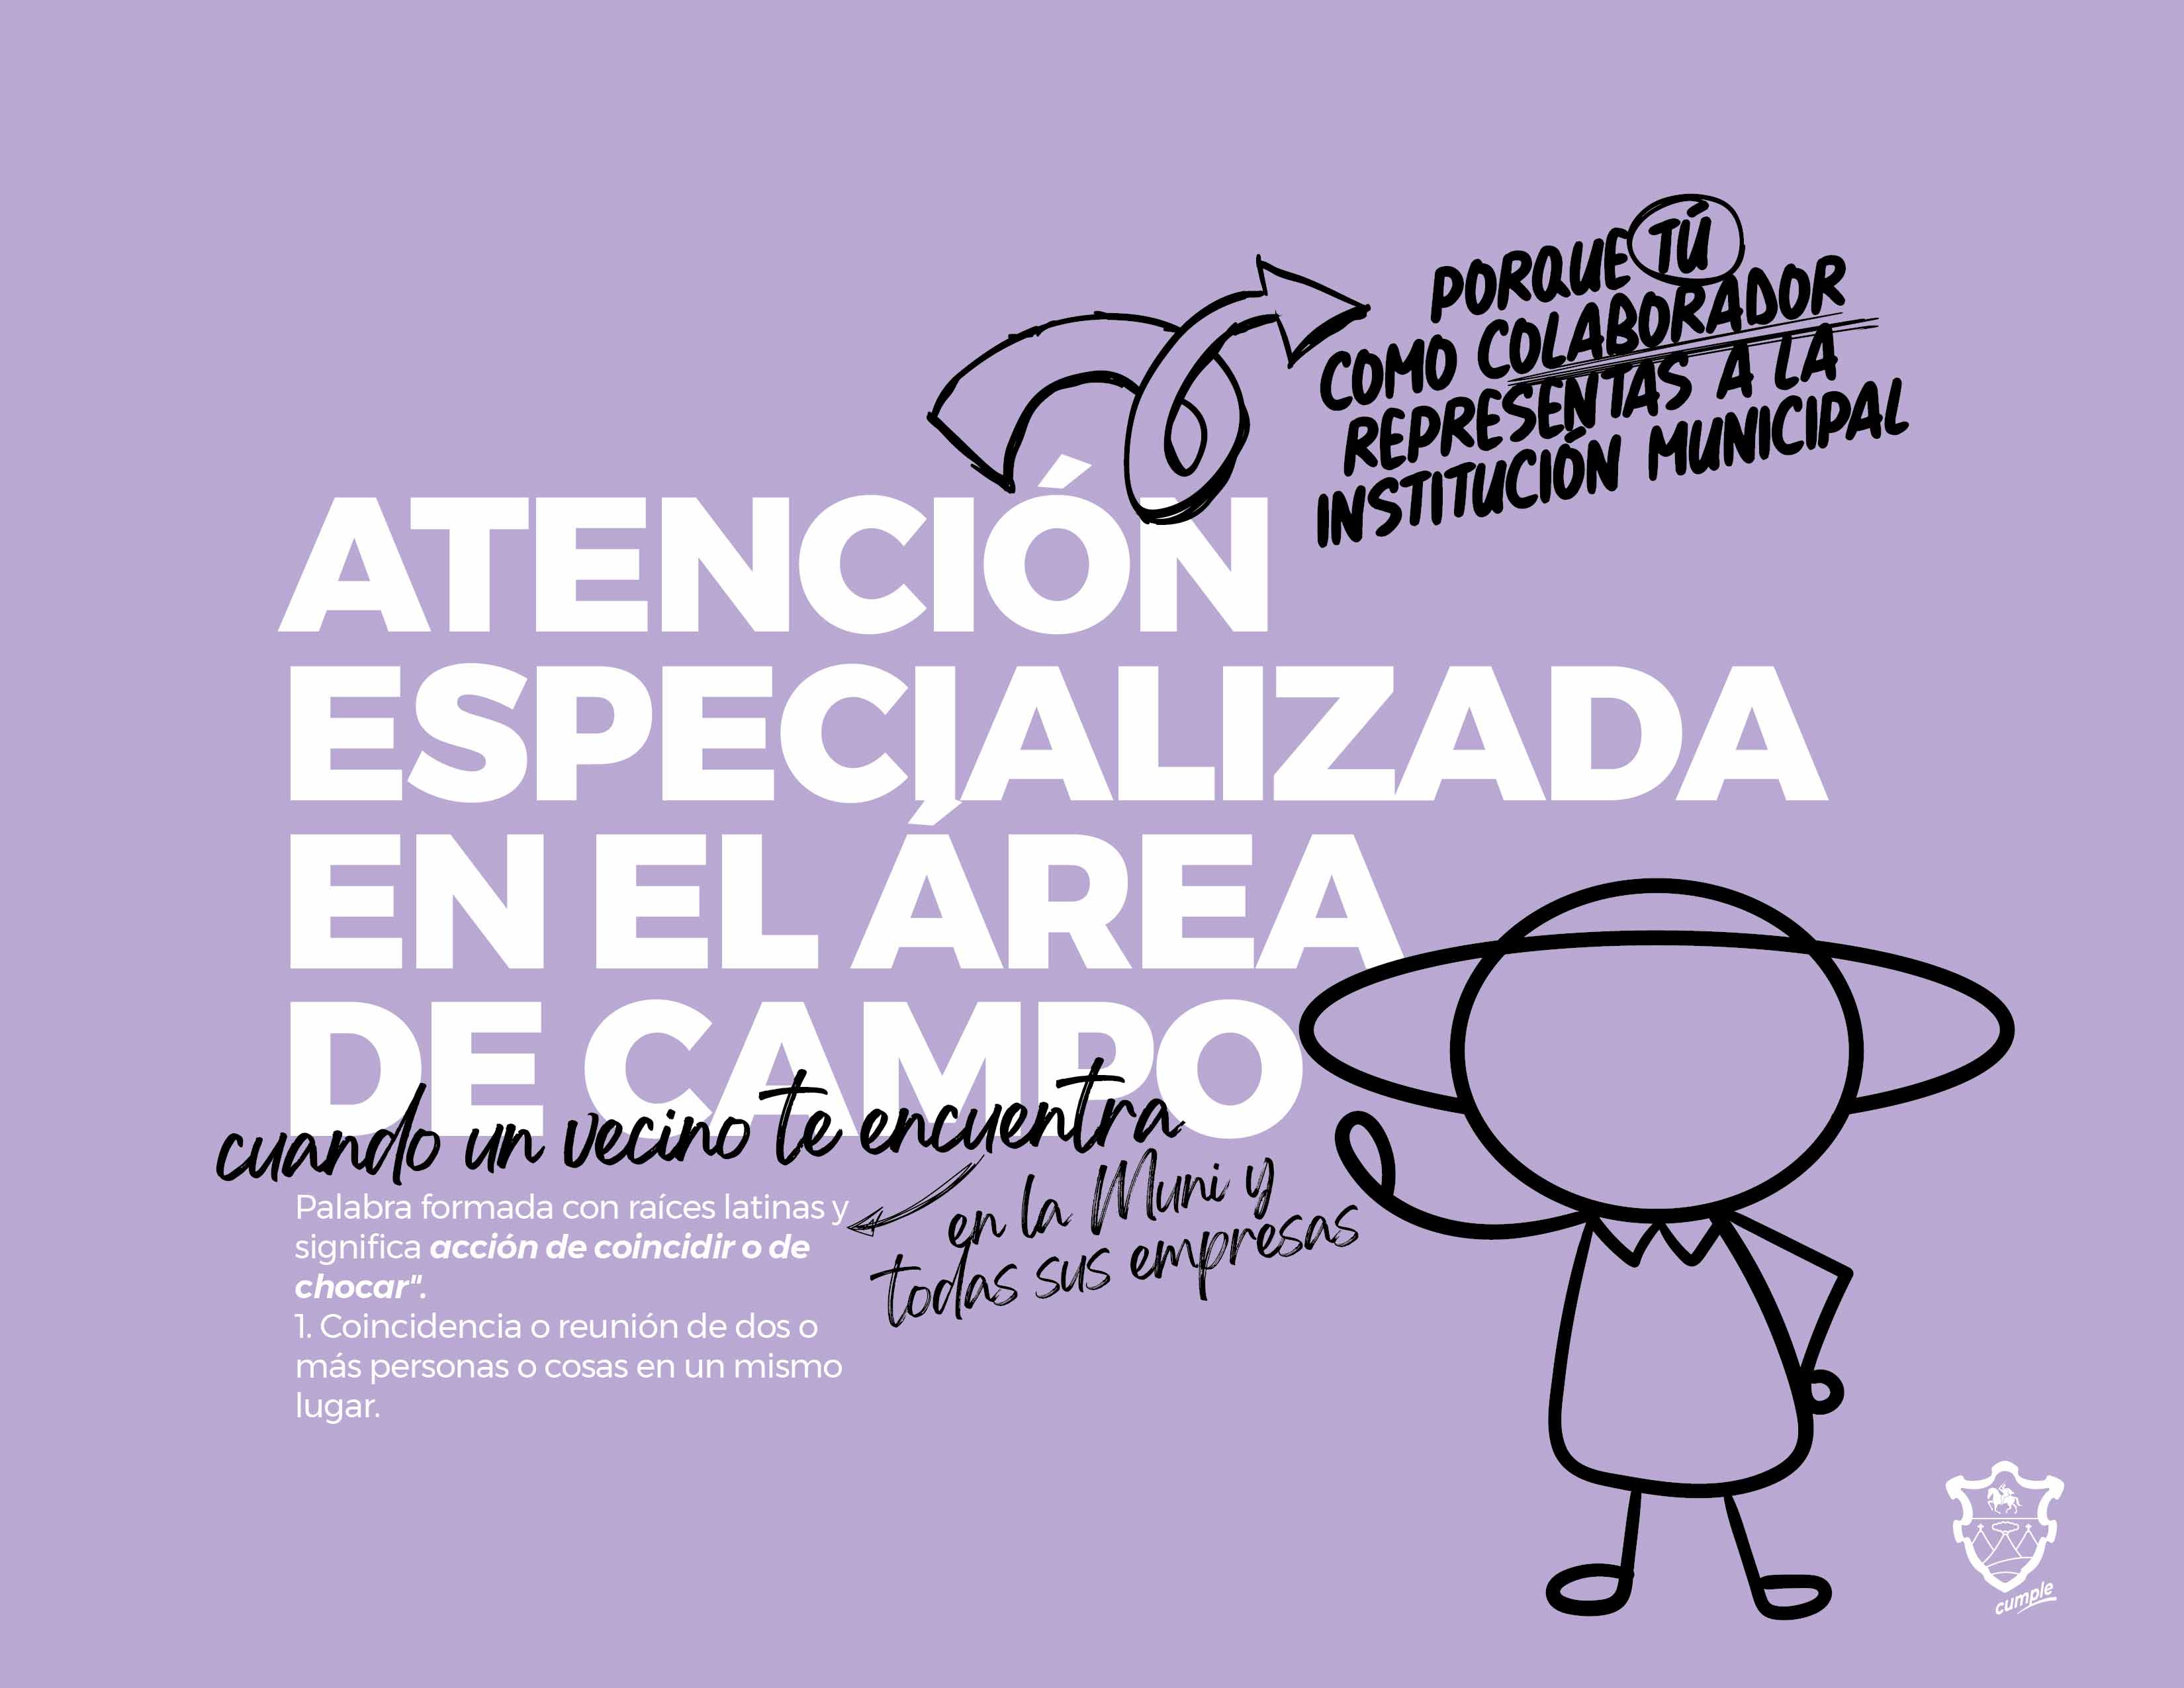 PORQUE TÚ
COMO COLABORADOR
REPRESENTAS A LA
INSTITUCIÓN MUNICIPAL
ATENCIÓN
ESPECIALIZADA
EN EL ÁREA
DE CAMPO
cuando un vecino te encuentra
en la Muni y
todas sus empresas
Palabra formada con raíces latinas y
significa acción de coincidir o de
chocar".
1. Coincidencia o reunión de dos o
más personas o cosas en un mismo
lugar.
cumple